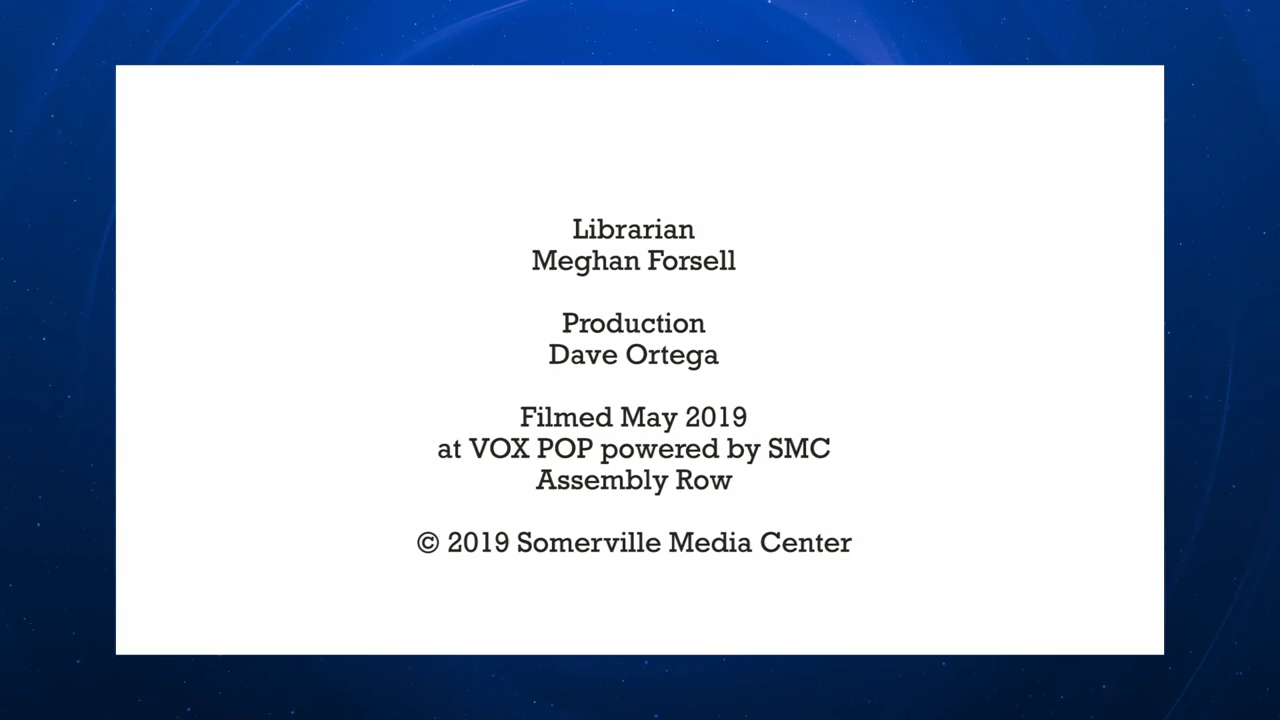 Librarian
Meghan Forsell
Production
Dave Ortega
Filmed May 2019
at VOX POP powered by SMC
Assembly Row
© 2019 Somerville Media Center